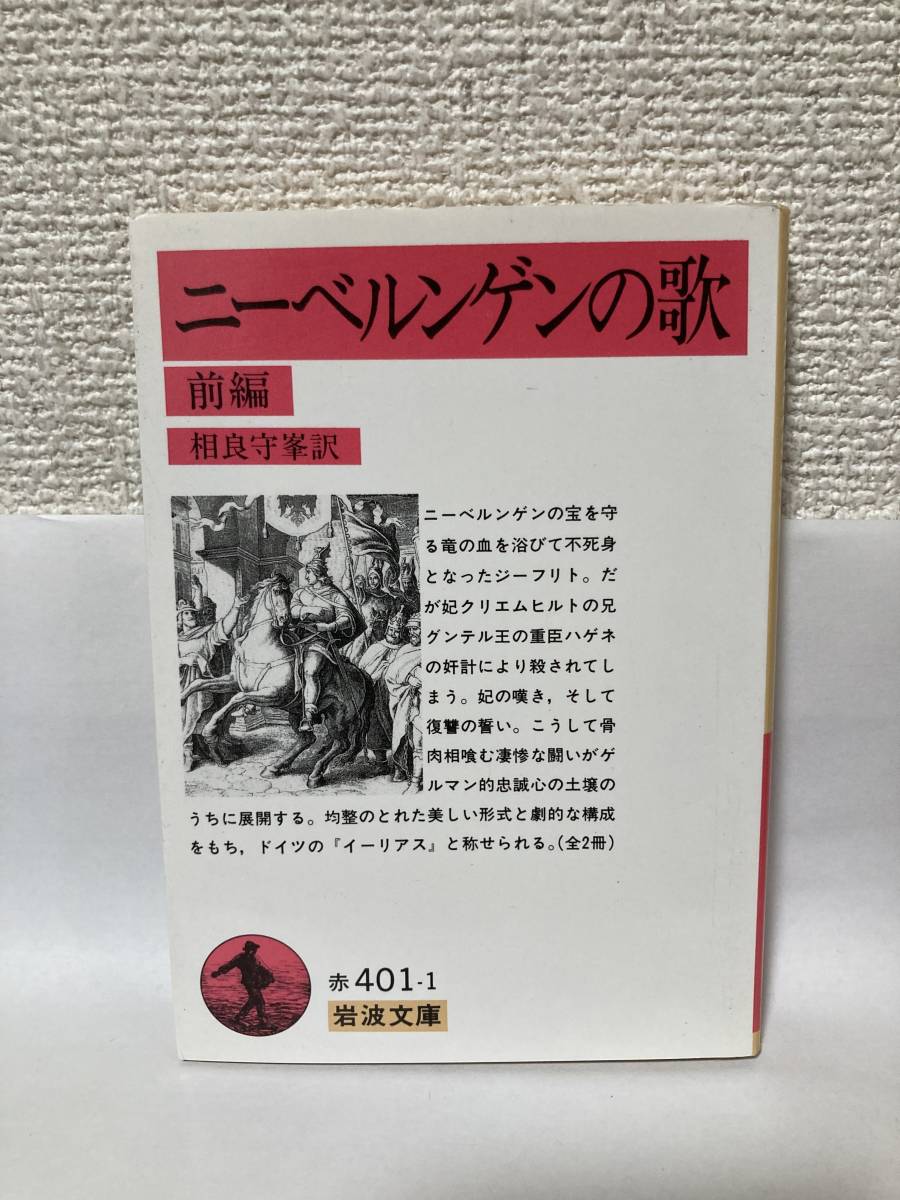 ニーベルンゲンの歌
前編
相良守峯訳
ニーベルンゲンの宝を守
る竜の血を浴びて不死身
となったジーフリト。だ
が妃クリエムヒルトの兄
グンテル王の重臣ハゲネ
の奸計により殺されてし
まう。妃の嘆き，そして
復讐の誓い。こうして骨
肉相喰む凄惨な闘いがゲ
ルマン的忠誠心の土壌の
うちに展開する。均整のとれた美しい形式と劇的な構成
をもち，ドイツの『イーリアス』と称せられる。(全2冊)
赤401-1
岩波文庫